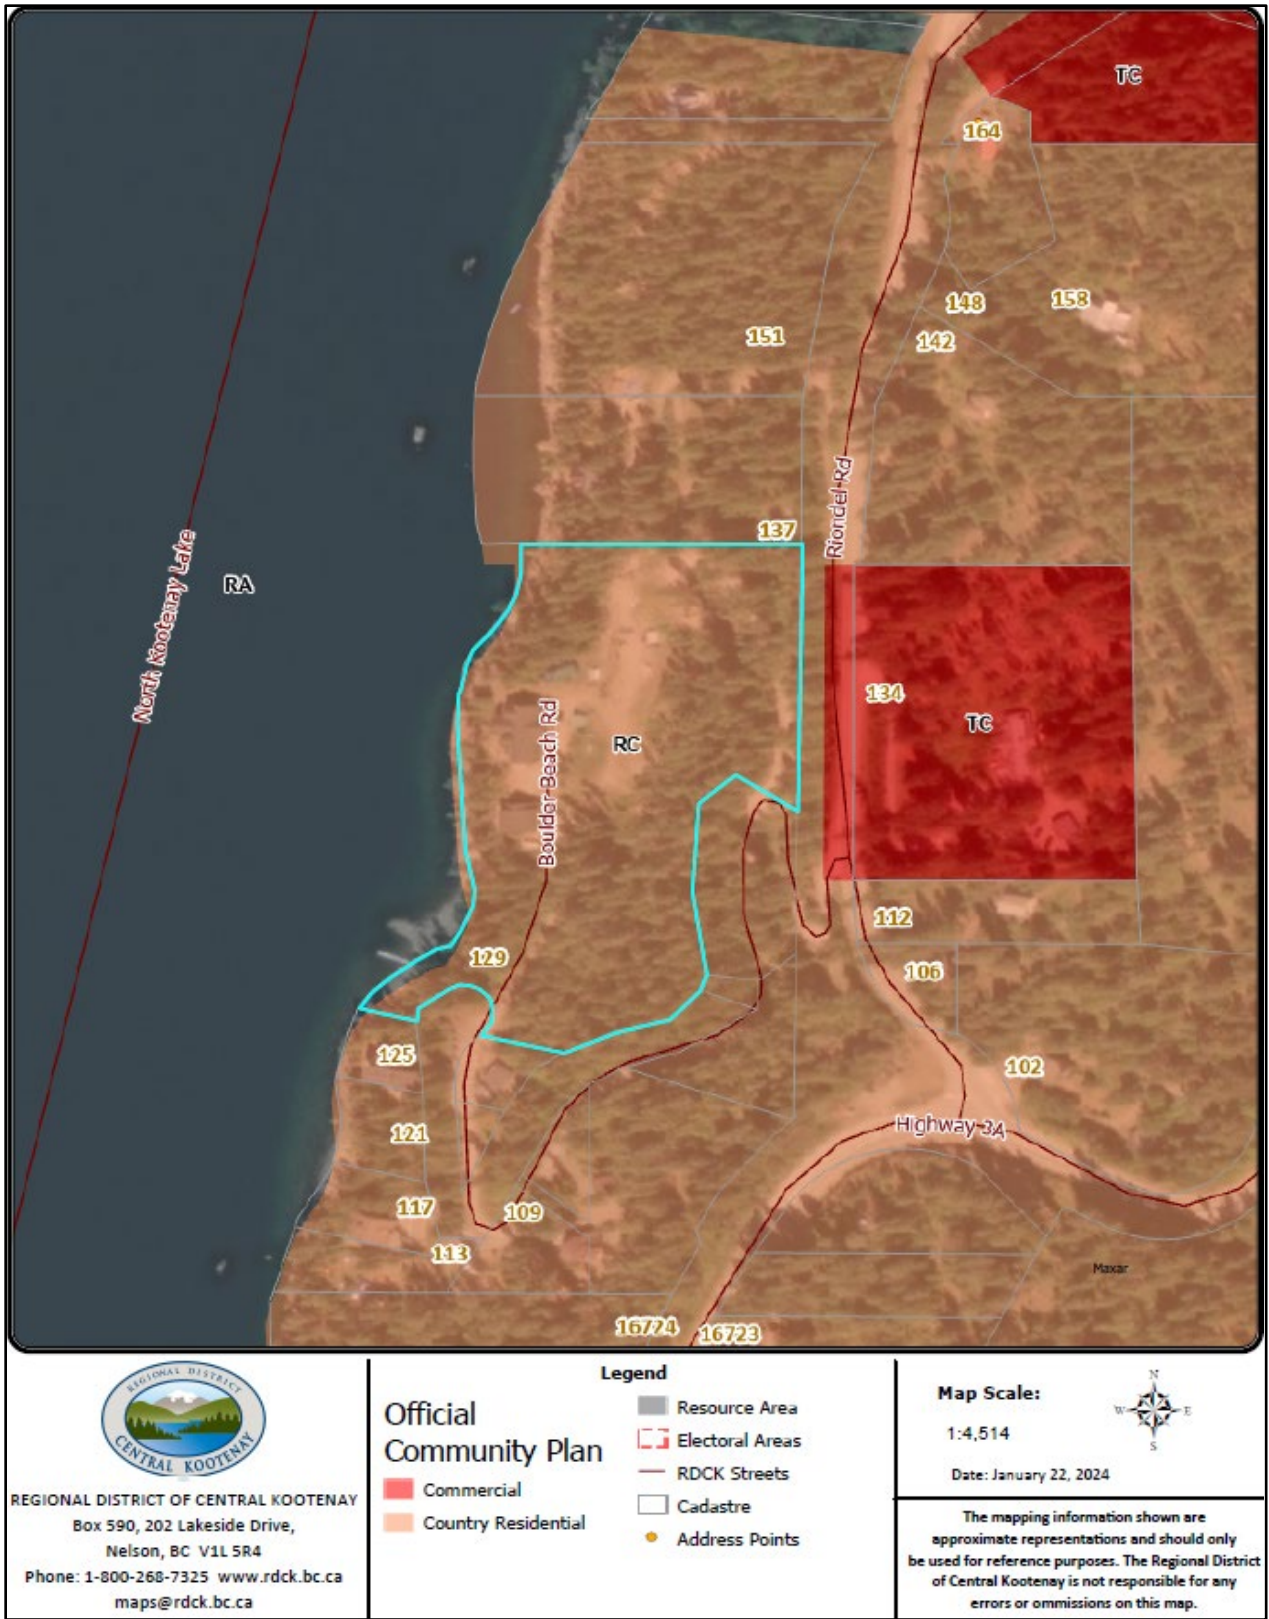 TC
164
148
158
151
142
Riondel Rd
137
North Kootenay Lake
RA
134
TC
RC
Boulder Beach Rd
112
129
106
125
102
121
Highway 3A
117
109
113
Maxar
16724
16723
REGIONAL DISTRICT
CENTRAL KOOTENAY
REGIONAL DISTRICT OF CENTRAL KOOTENAY
Box 590, 202 Lakeside Drive,
Nelson, BC V1L 5R4
Phone: 1-800-268-7325 www.rdck.bc.ca
maps@rdck.bc.ca
Legend
Official
Community Plan
Commercial
Country Residential
Resource Area
Electoral Areas
RDCK Streets
Cadastre
Address Points
Map Scale:
1:4,514
N
W
E
S
Date: January 22, 2024
The mapping information shown are
approximate representations and should only
be used for reference purposes. The Regional District
of Central Kootenay is not responsible for any
errors or ommissions on this map.